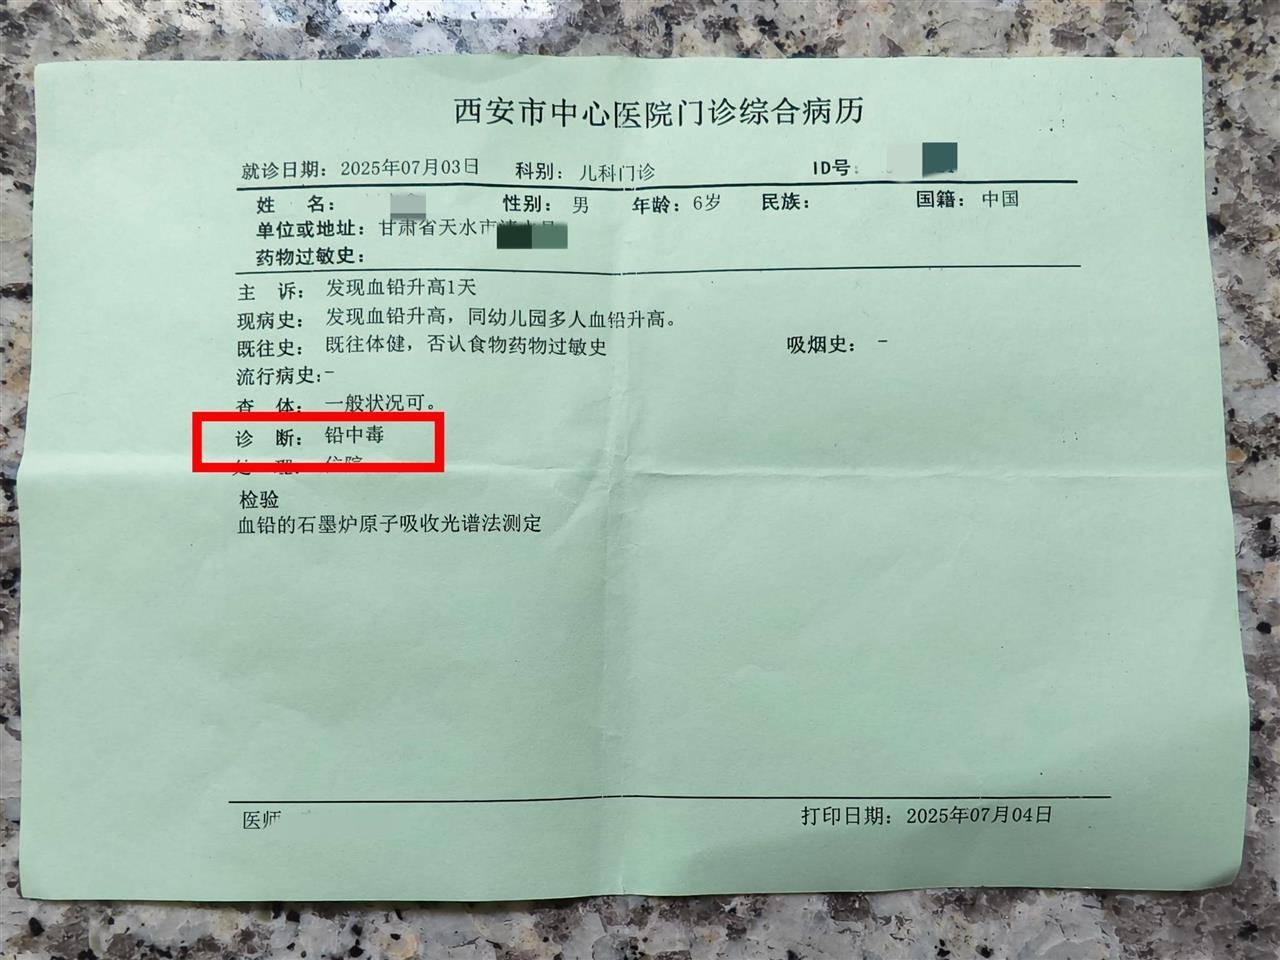 西安市中心医院门诊综合病历
就诊日期: 2025年07月03日 科别: 儿科门诊 ID号:
姓 名: 性别: 男 年龄: 6岁 民族: 国籍: 中国
单位或地址: 甘肃省天水市
药物过敏史:
主 诉: 发现血铅升高1天
现病史: 发现血铅升高, 同幼儿园多人血铅升高。
既往史: 既往体健, 否认食物药物过敏史 吸烟史: -
流行病史:-
查 体: 一般状况可。
诊 断: 铅中毒
处 理: 住院
检验
血铅的石墨炉原子吸收光谱法测定
医师 打印日期: 2025年07月04日